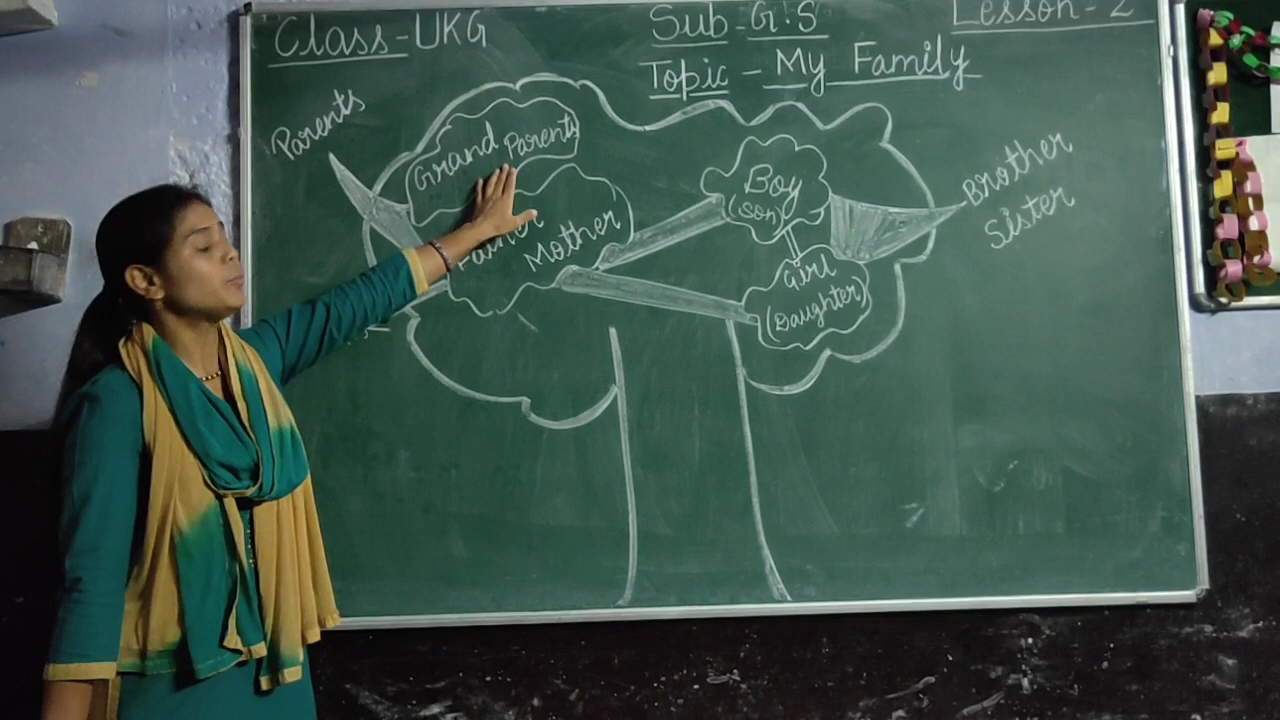 Class-UKG
Sub-G.S
Lesson-2
Topic - My Family
Parents
Grand Parents
Father
Mother
Boy
(son)
Girl
(Daughter)
Brother
Sister